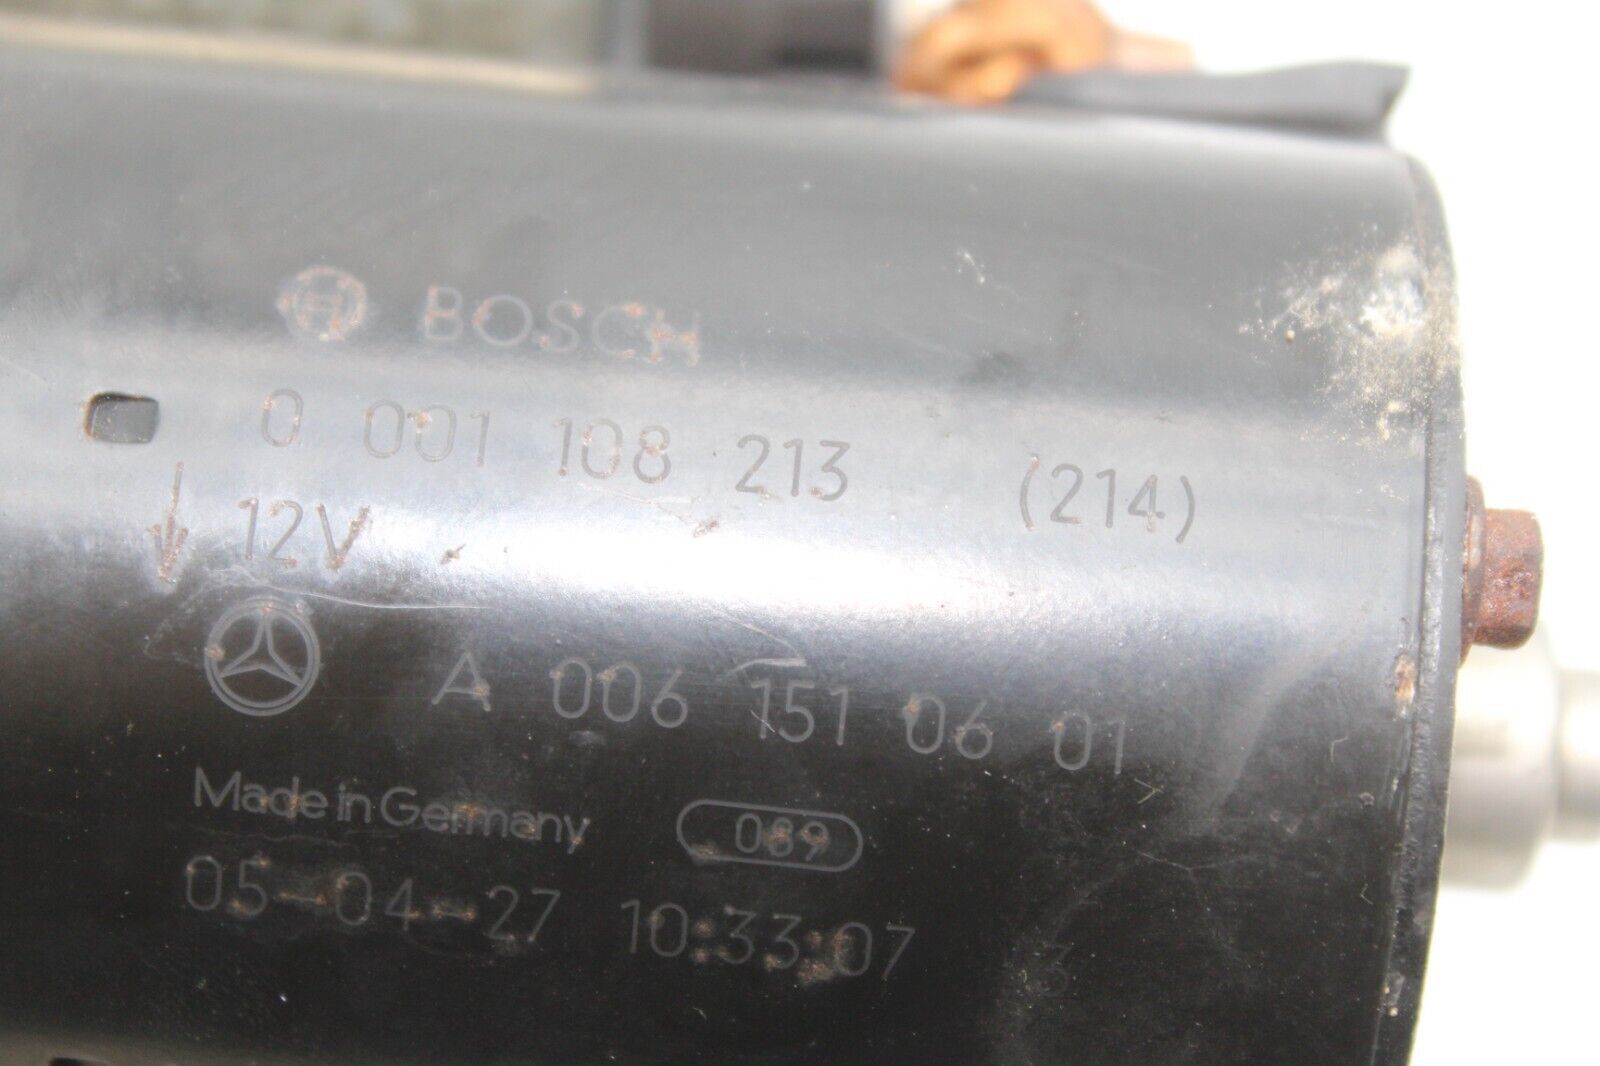 BOSCH
0 001 108 213 (214)
12V
A 006 151 06 01
Made in Germany 089
05-04-27 10:33:07 3